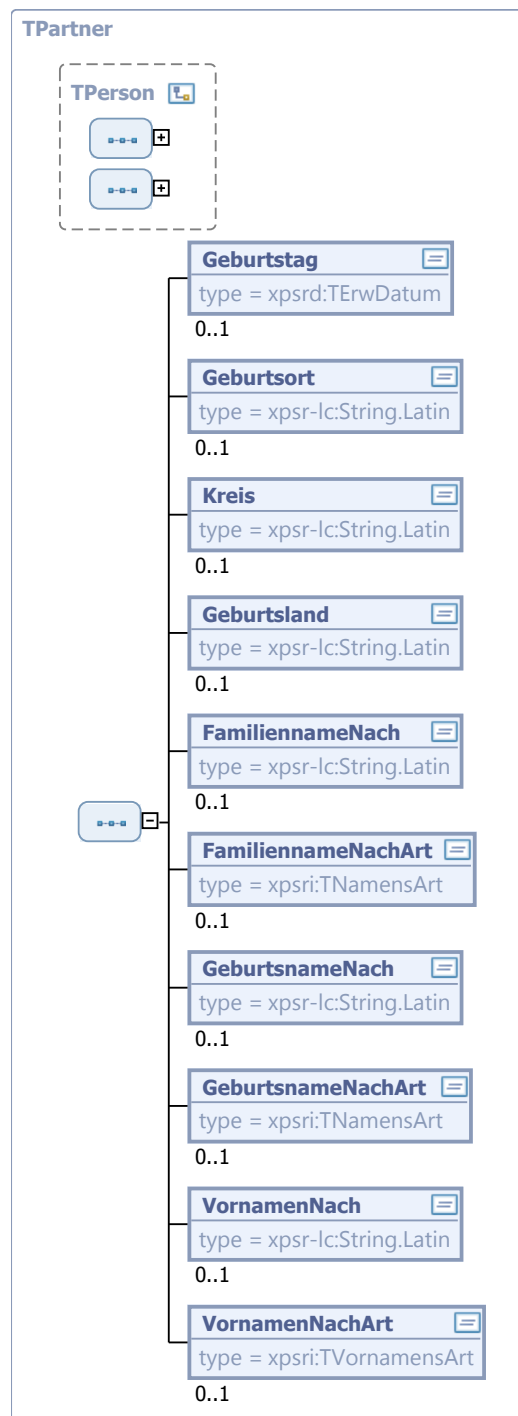 TPartner
TPerson
Geburtstag
type = xpsrd:TErwDatum
0..1
Geburtsort
type = xpsr-lc:String.Latin
0..1
Kreis
type = xpsr-lc:String.Latin
0..1
Geburtsland
type = xpsr-lc:String.Latin
0..1
FamiliennameNach
type = xpsr-lc:String.Latin
0..1
FamiliennameNachArt
type = xpsri:TNamensArt
0..1
GeburtsnameNach
type = xpsr-lc:String.Latin
0..1
GeburtsnameNachArt
type = xpsri:TNamensArt
0..1
VornamenNach
type = xpsr-lc:String.Latin
0..1
VornamenNachArt
type = xpsri:TVornamensArt
0..1